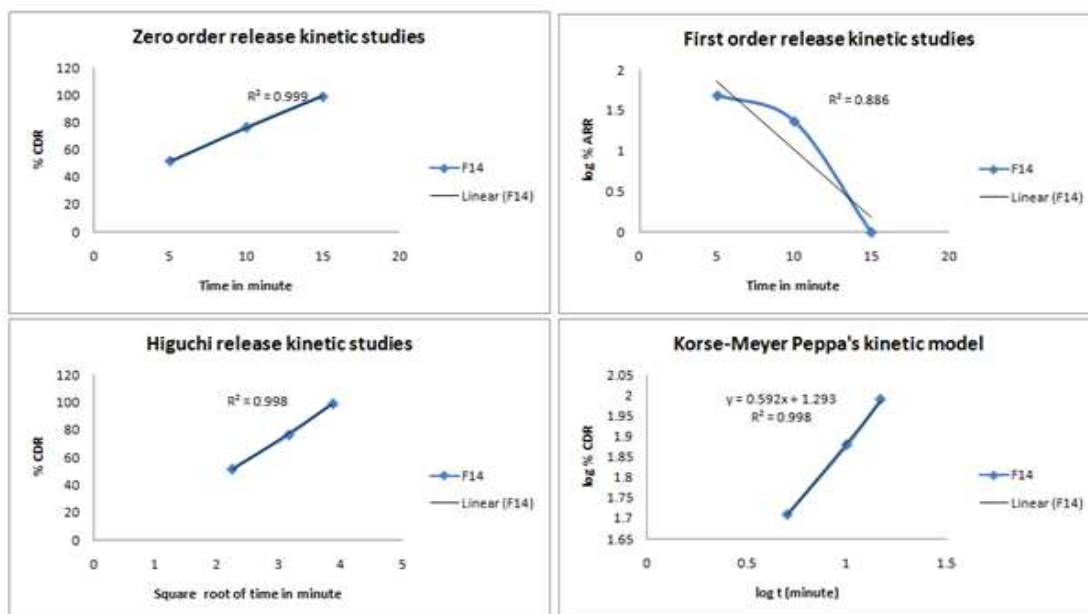 Zero order release kinetic studies
120
100
80
60
40
20
0
R² = 0.999
0 5 10 15 20
% CDR
Time in minute
F14
Linear (F14)
First order release kinetic studies
2
1.5
1
0.5
0
R² = 0.886
0 5 10 15 20
log % ARR
Time in minute
F14
Linear (F14)
Higuchi release kinetic studies
120
100
80
60
40
20
0
R² = 0.998
0 1 2 3 4 5
% CDR
Square root of time in minute
F14
Linear (F14)
Korse-Meyer Peppa's kinetic model
2.05
2
1.95
1.9
1.85
1.8
1.75
1.7
1.65
y = 0.592x + 1.293
R² = 0.998
0 0.5 1 1.5
log % CDR
log t (minute)
F14
Linear (F14)